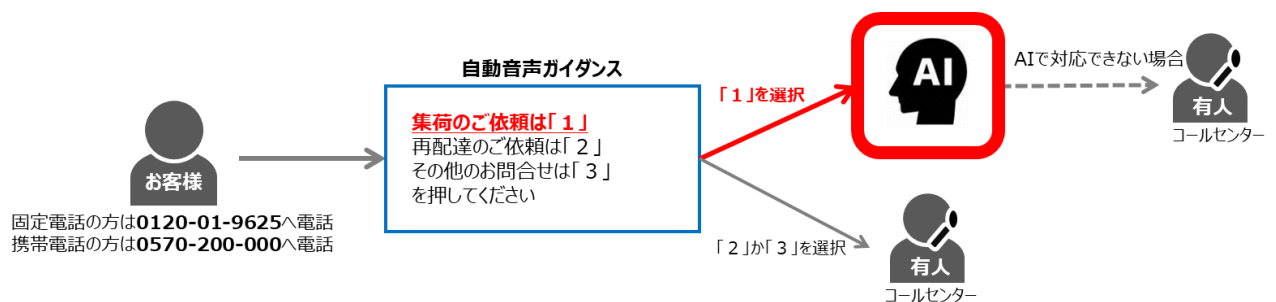 自動音声ガイダンス
集荷のご依頼は「1」
再配達のご依頼は「2」
その他のお問合せは「3」
を押してください
お客様
固定電話の方は0120-01-9625へ電話
携帯電話の方は0570-200-000へ電話
「1」を選択
AI
AIで対応できない場合
有人
コールセンター
「2」か「3」を選択
有人
コールセンター